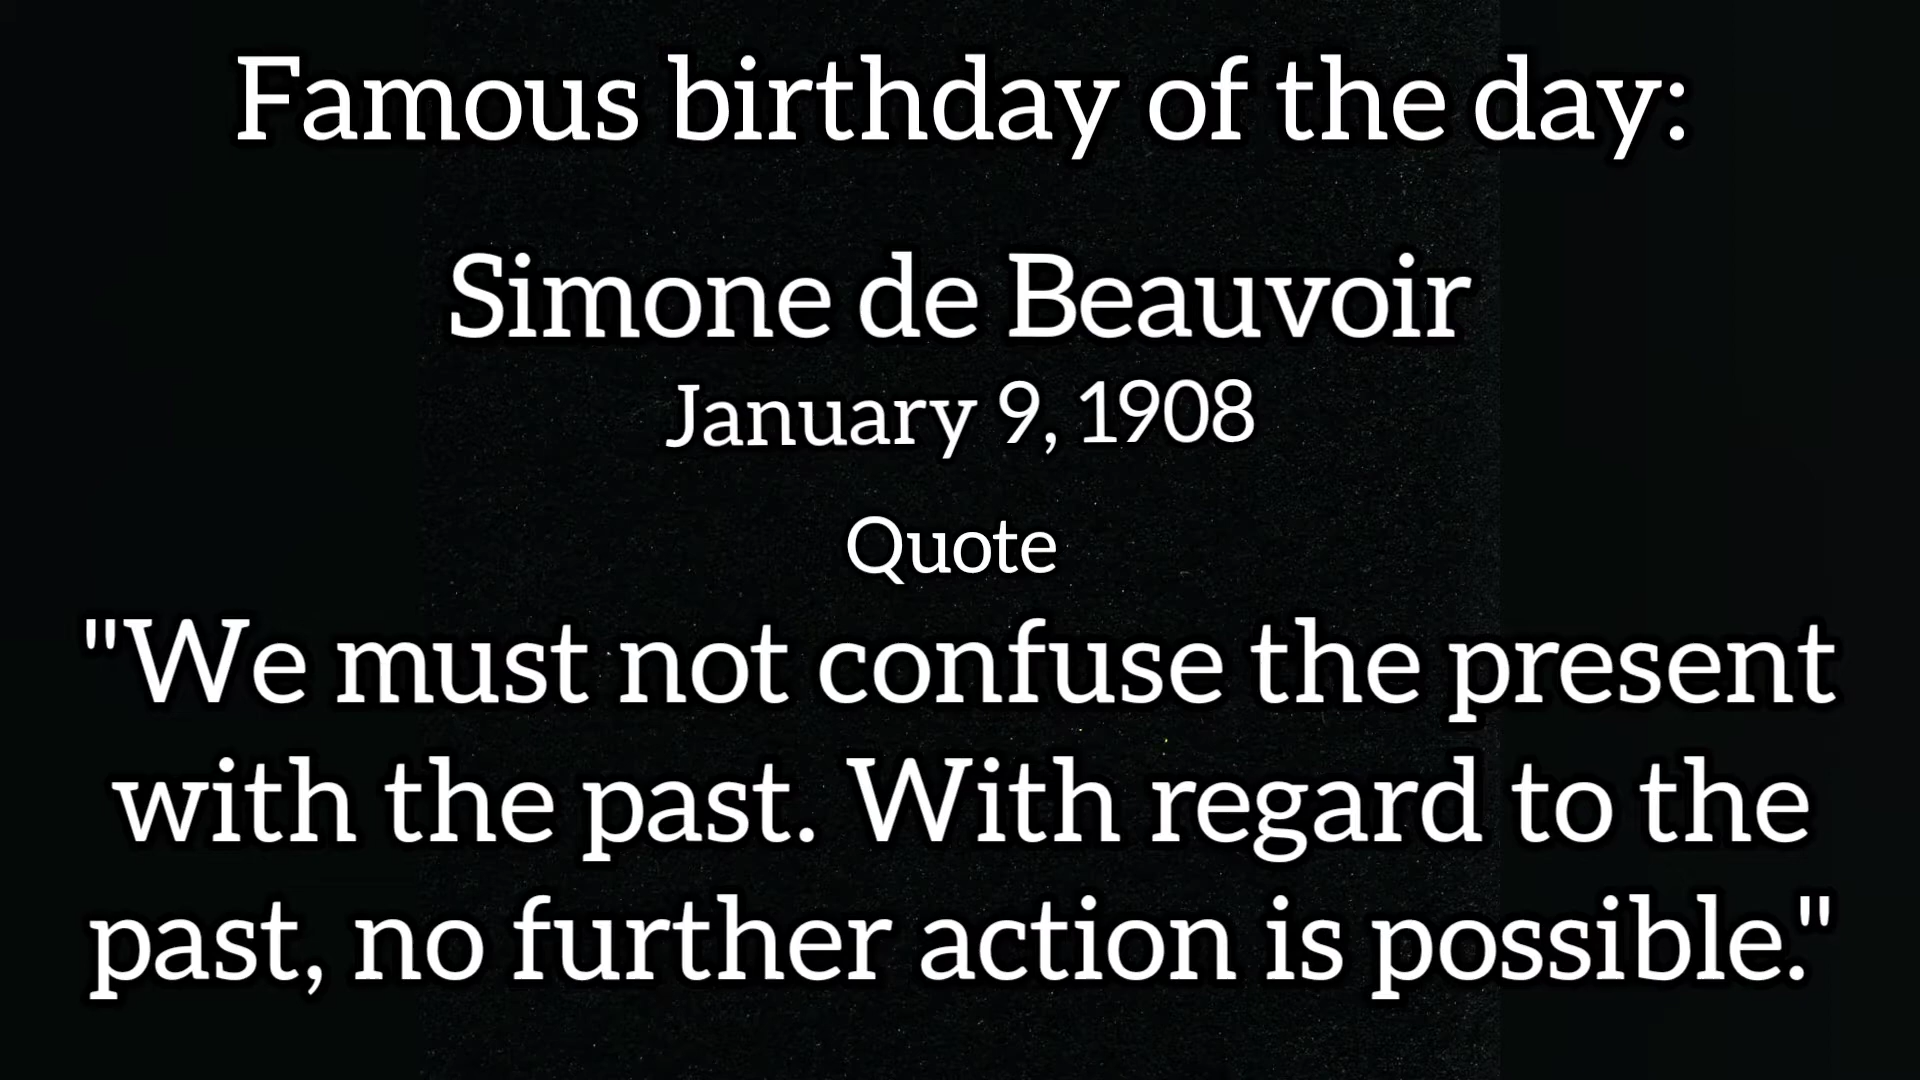 Famous birthday of the day:
Simone de Beauvoir
January 9, 1908
Quote
"We must not confuse the present
with the past. With regard to the
past, no further action is possible."